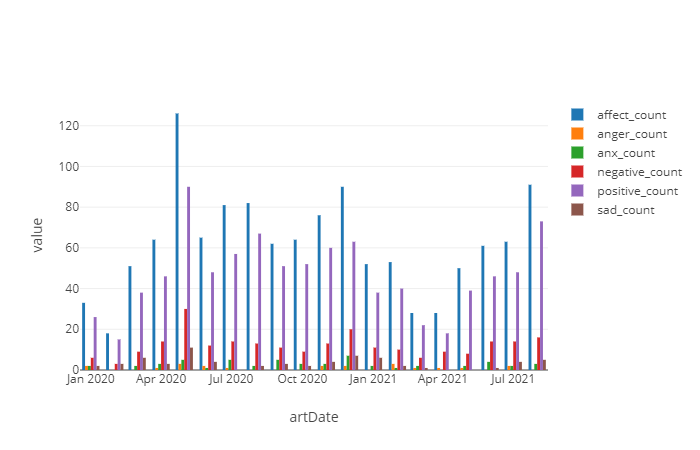 120
100
80
60
40
20
0
value
Jan 2020
Apr 2020
Jul 2020
Oct 2020
Jan 2021
Apr 2021
Jul 2021
artDate
affect_count
anger_count
anx_count
negative_count
positive_count
sad_count